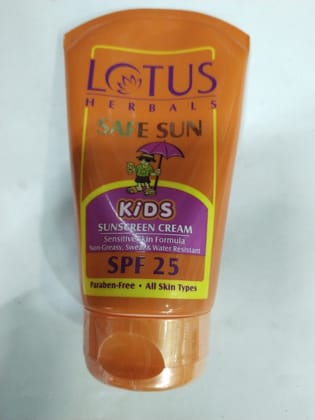 LOTUS
HERBALS
SAFE SUN
KiDS
SUNSCREEN CREAM
Sensitive Skin Formula
Non-Greasy, Sweat & Water Resistant
SPF 25
Paraben-Free • All Skin Types